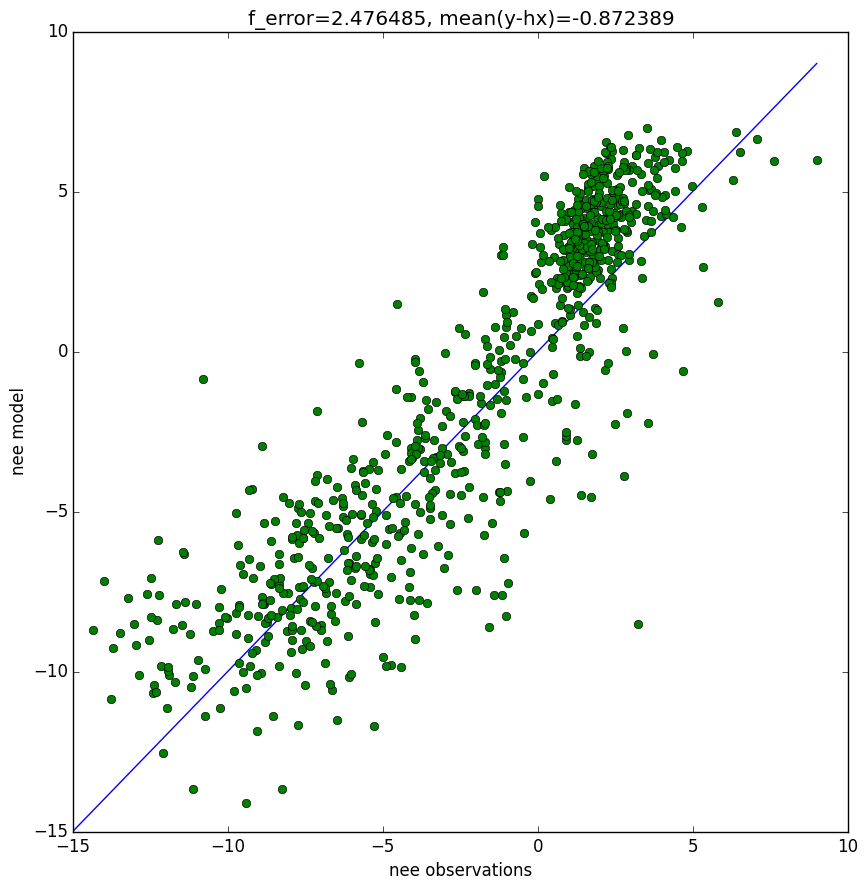 f_error=2.476485, mean(y-hx)=-0.872389
10
5
0
−5
−10
−15
nee model
−15 −10 −5 0 5 10
nee observations